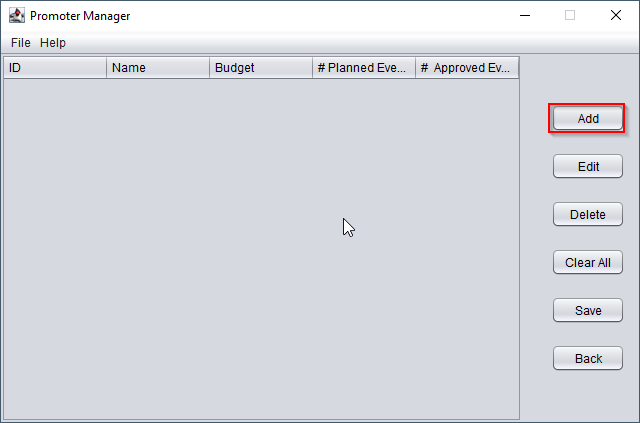 Promoter Manager
File Help
ID Name Budget # Planned Eve... # Approved Ev...
Add
Edit
Delete
Clear All
Save
Back